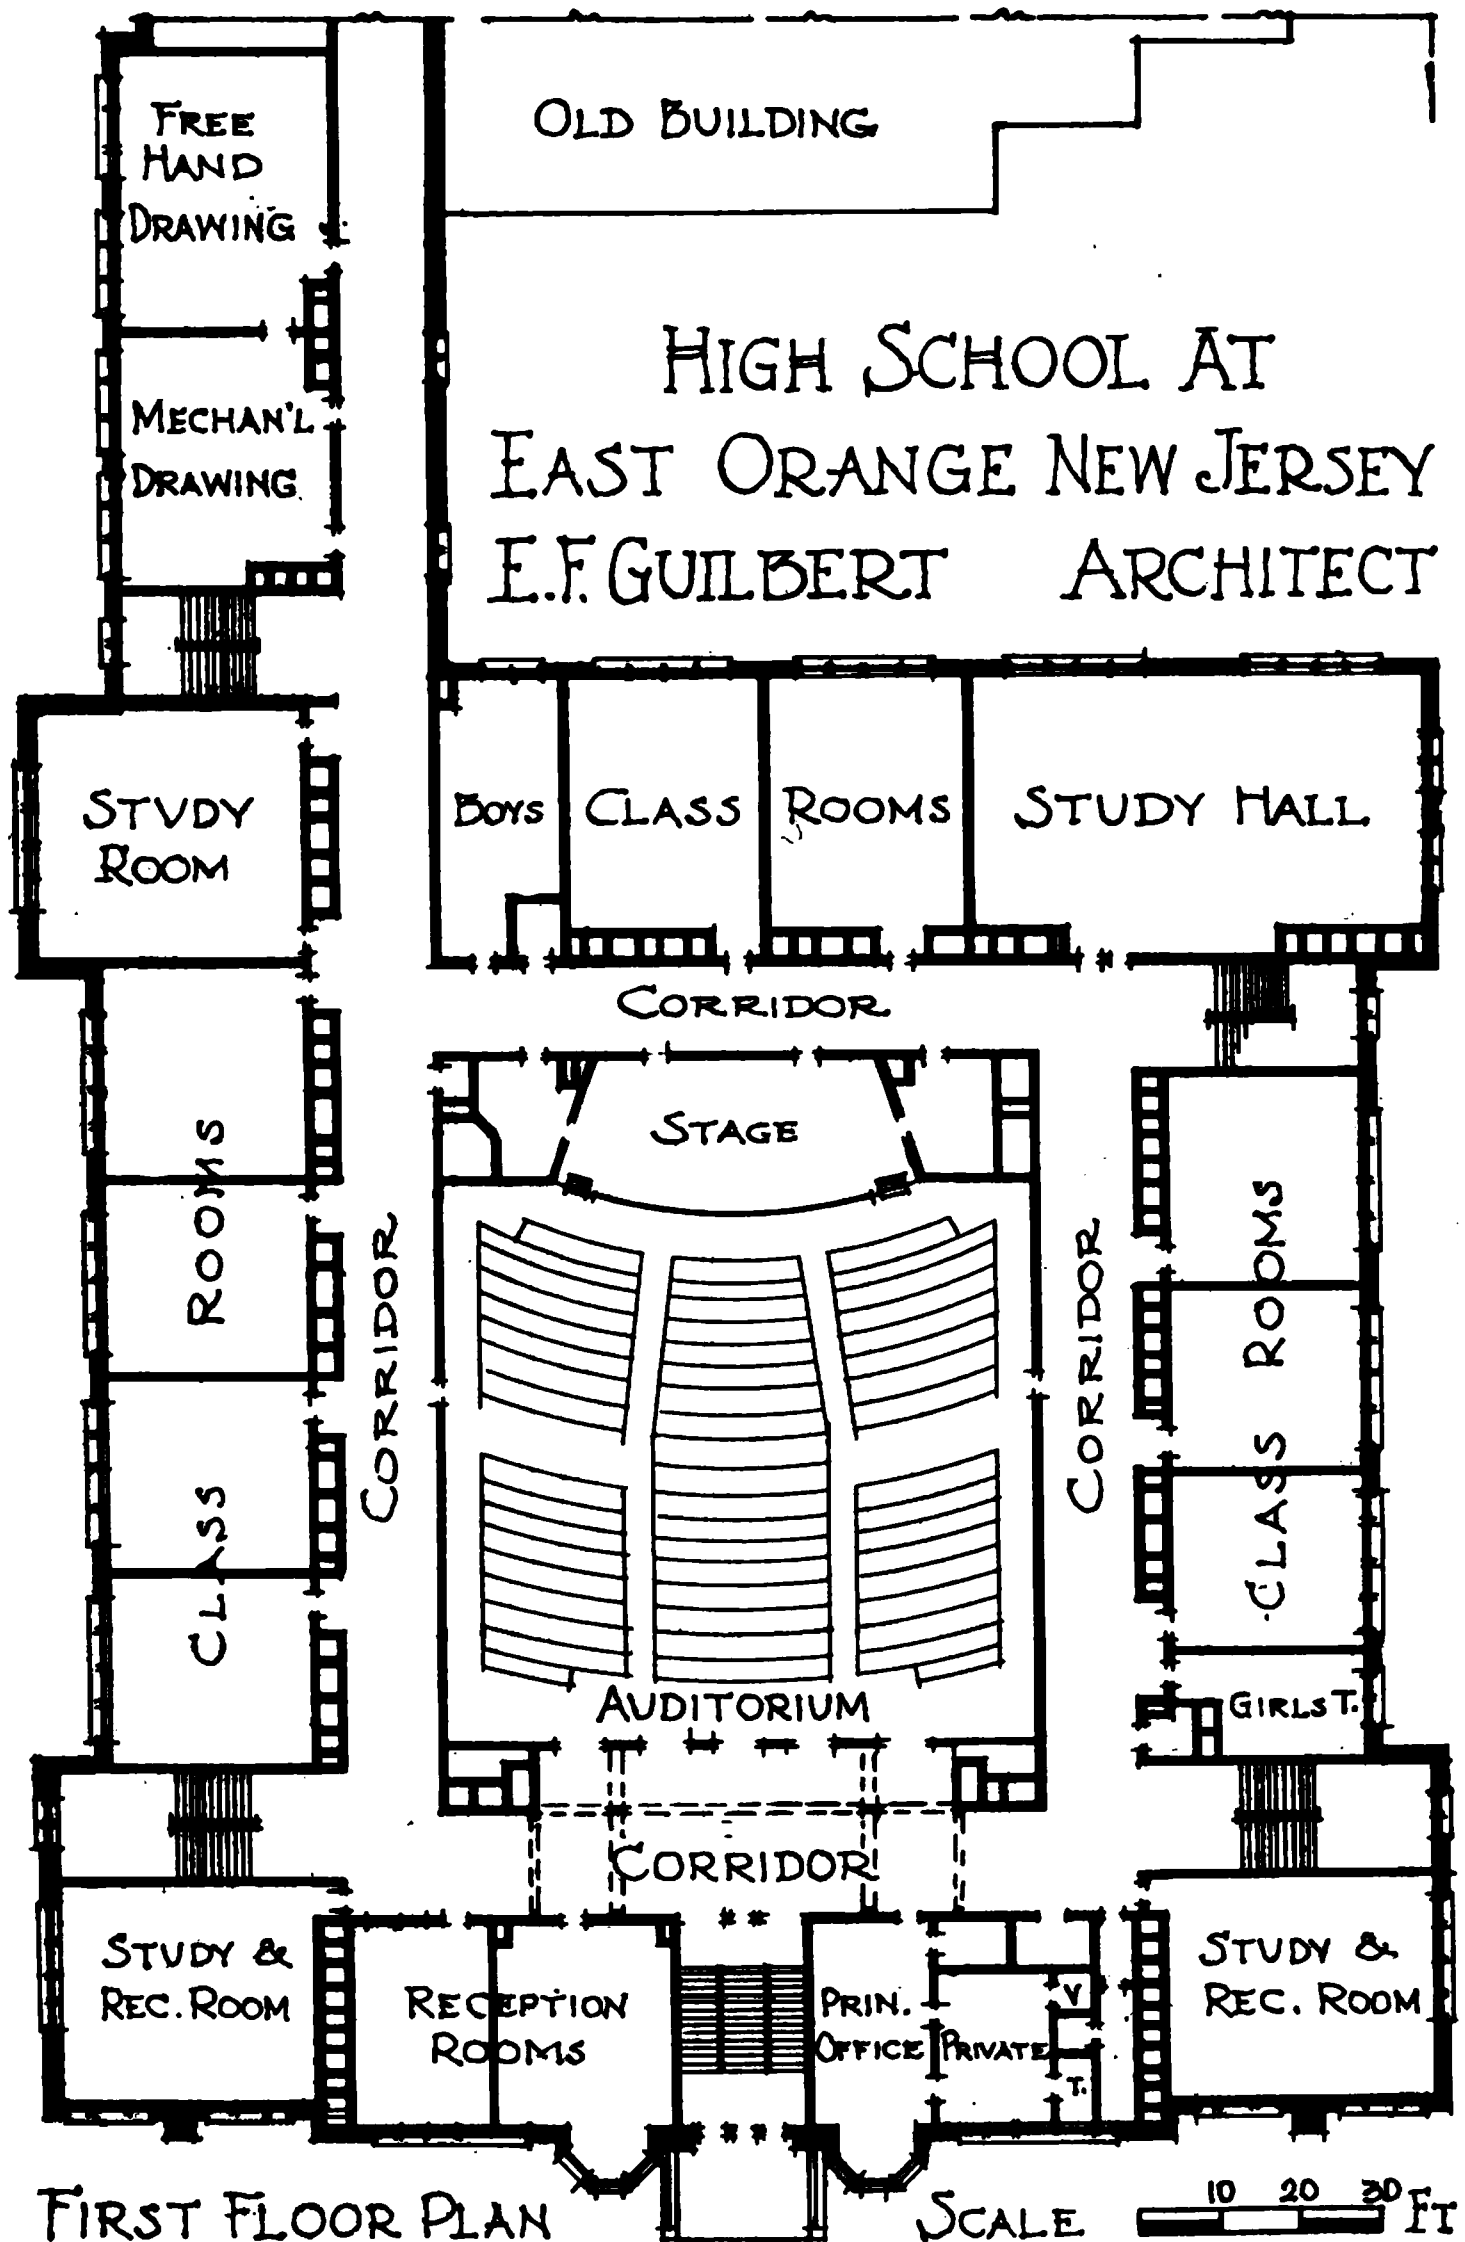 FREE
HAND
DRAWING
OLD BUILDING
HIGH SCHOOL AT
EAST ORANGE NEW JERSEY
E.F. GUILBERT ARCHITECT
MECHAN'L
DRAWING
STUDY
ROOM
BOYS
CLASS ROOMS
STUDY HALL
CORRIDOR
STAGE
CLASS ROOMS
CORRIDOR
CORRIDOR
CLASS ROOMS
AUDITORIUM
GIRLS T.
CORRIDOR
STUDY &
REC. ROOM
RECEPTION
ROOMS
PRIN.
OFFICE
PRIVATE
V
T.
STUDY &
REC. ROOM
FIRST FLOOR PLAN
SCALE
10 20 30 FT